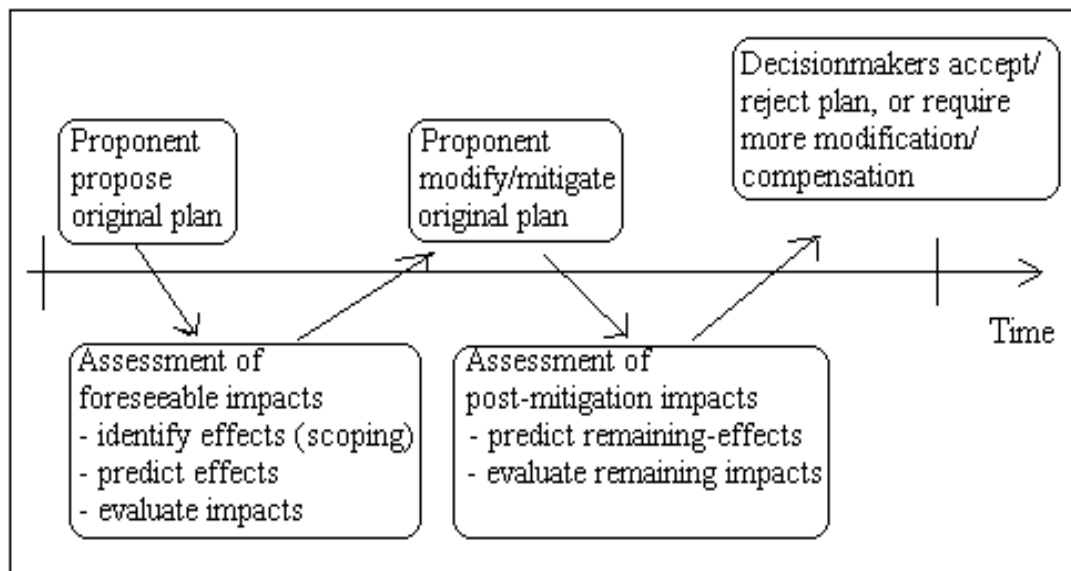 Proponent
propose
original plan
Assessment of
foreseeable impacts
- identify effects (scoping)
- predict effects
- evaluate impacts
Proponent
modify/mitigate
original plan
Assessment of
post-mitigation impacts
- predict remaining-effects
- evaluate remaining impacts
Decisionmakers accept/
reject plan, or require
more modification/
compensation
Time